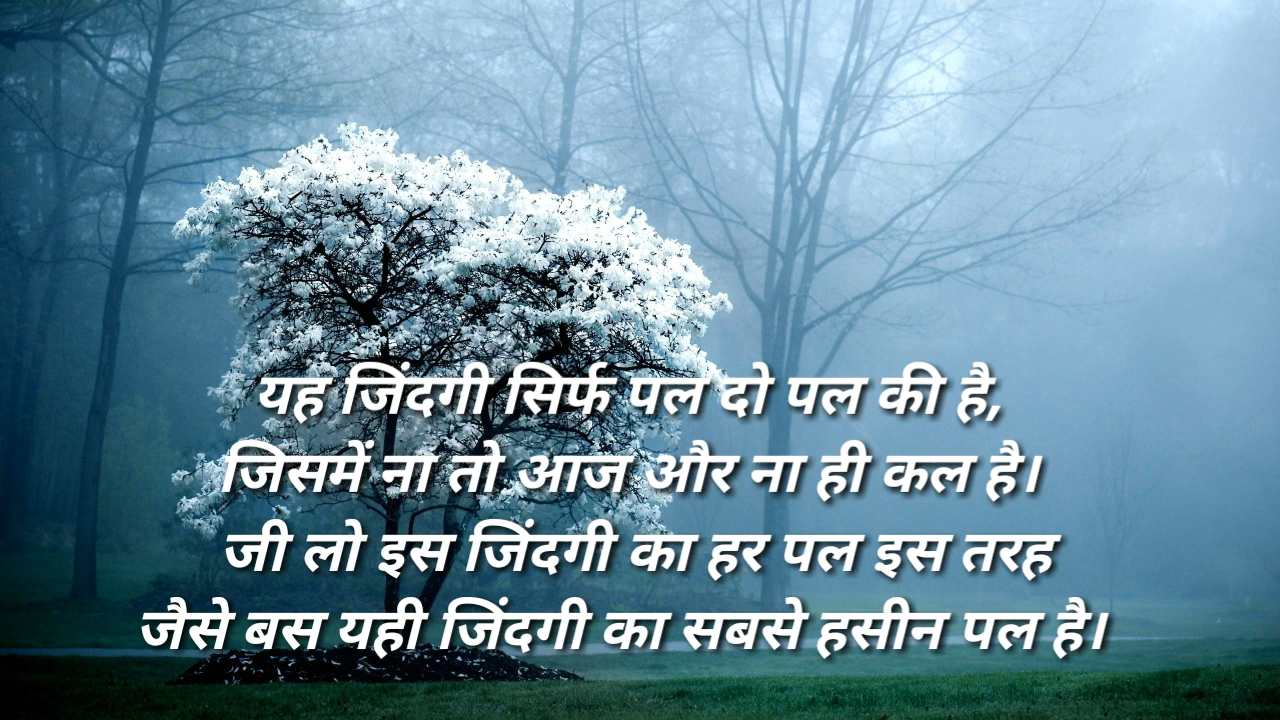 यह जिंदगी सिर्फ पल दो पल की है,
जिसमें ना तो आज और ना ही कल है।
जी लो इस जिंदगी का हर पल इस तरह
जैसे बस यही जिंदगी का सबसे हसीन पल है।